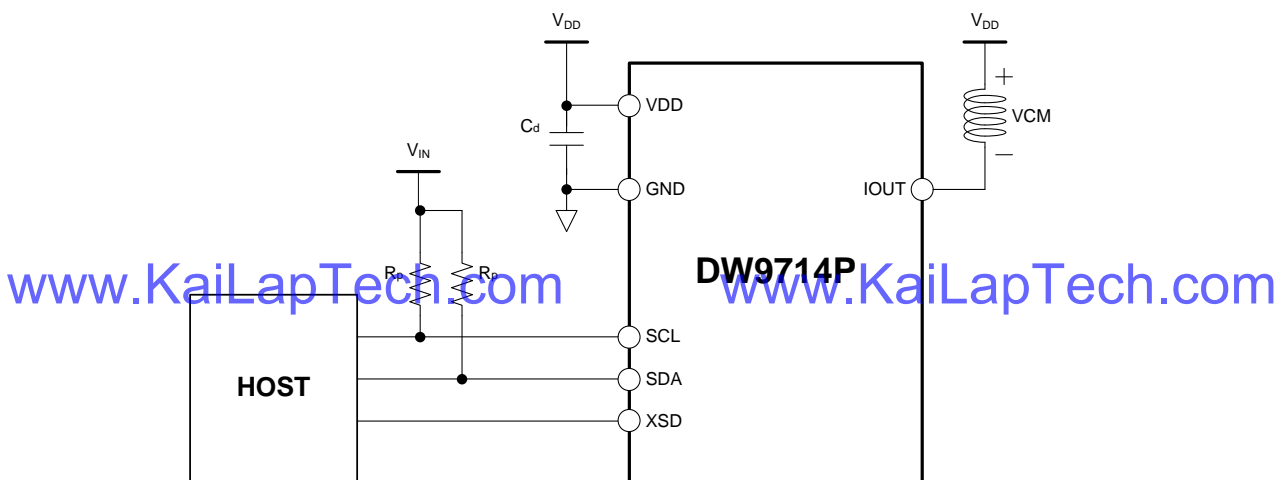 VDD
VDD
VDD
+
VCM
Cd
VIN
−
GND
IOUT
DW9714P
Rp
Rp
www.KaiLapTech.com
www.KaiLapTech.com
SCL
SDA
HOST
XSD